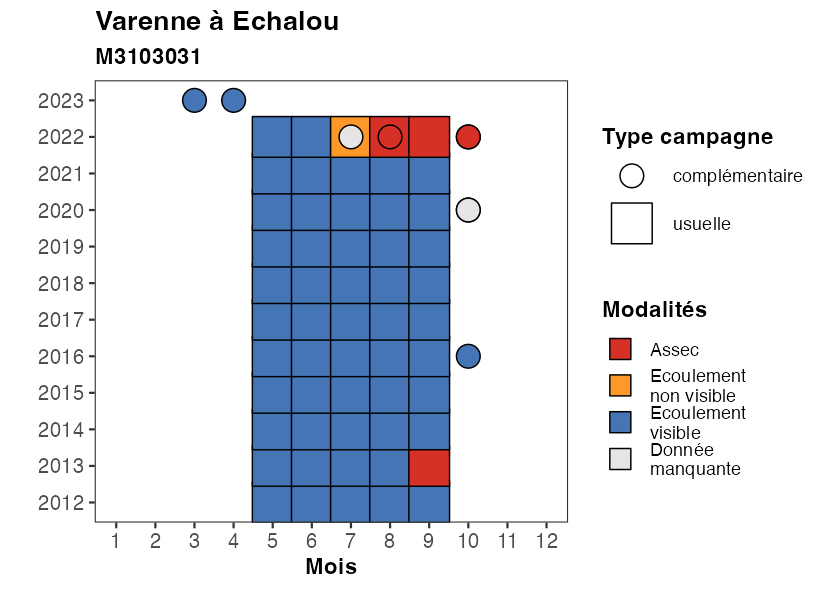 Varenne à Echalou
M3103031
2023
2022
2021
2020
2019
2018
2017
2016
2015
2014
2013
2012
1 2 3 4 5 6 7 8 9 10 11 12
Mois
Type campagne
complémentaire
usuelle
Modalités
Assec
Ecoulement
non visible
Ecoulement
visible
Donnée
manquante